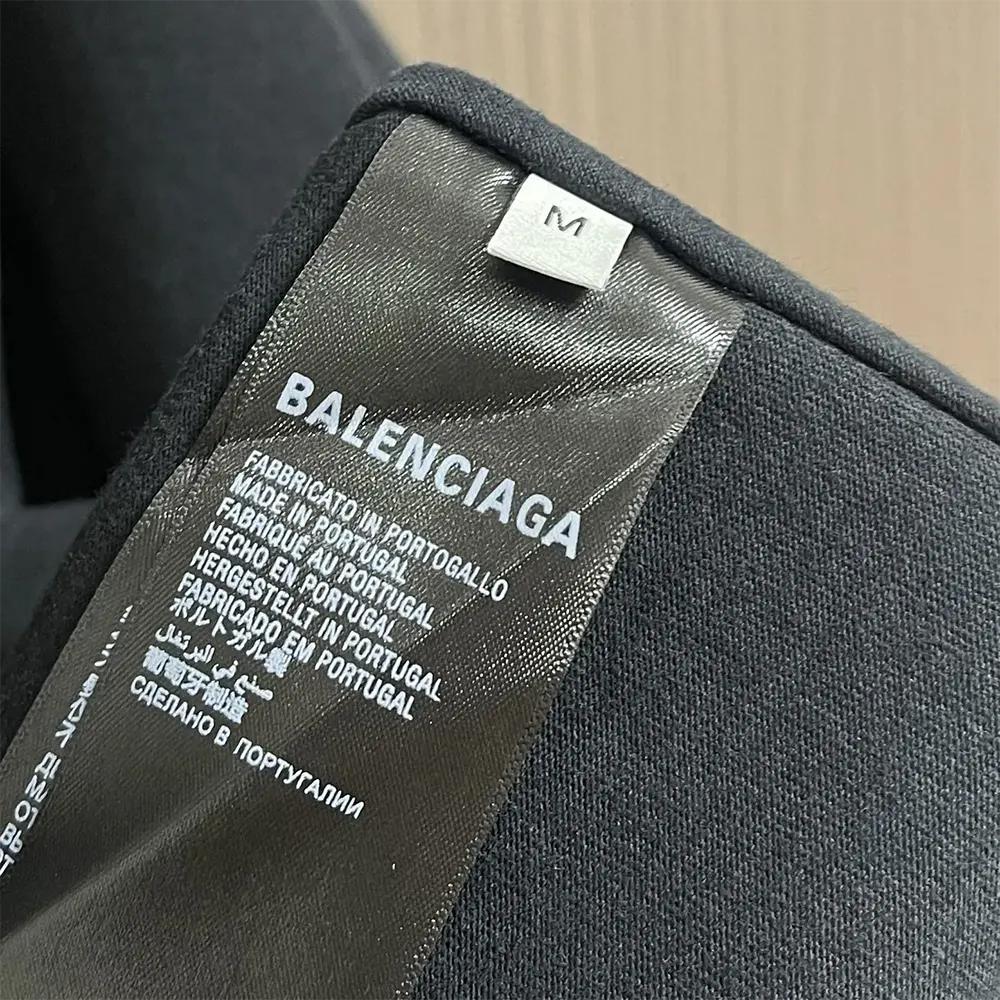 M
BALENCIAGA
FABBRICATO IN PORTOGALLO
MADE IN PORTUGAL
FABRIQUE AU PORTUGAL
HECHO EN PORTUGAL
HERGESTELLT IN PORTUGAL
FABRICADO EM PORTUGAL
ポルトガル製
صنع في البرتغال
葡萄牙制造
СДЕЛАНО В ПОРТУГАЛИИ